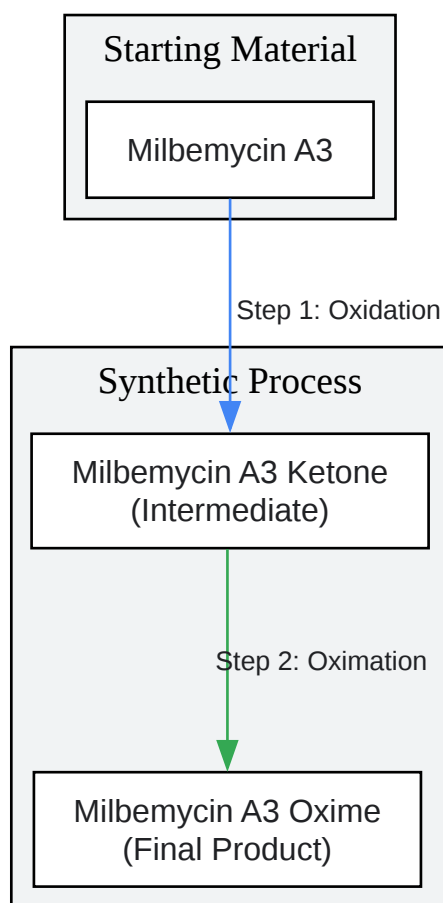 Starting Material
Milbemycin A3
Step 1: Oxidation
Synthetic Process
Milbemycin A3 Ketone
(Intermediate)
Step 2: Oximation
Milbemycin A3 Oxime
(Final Product)